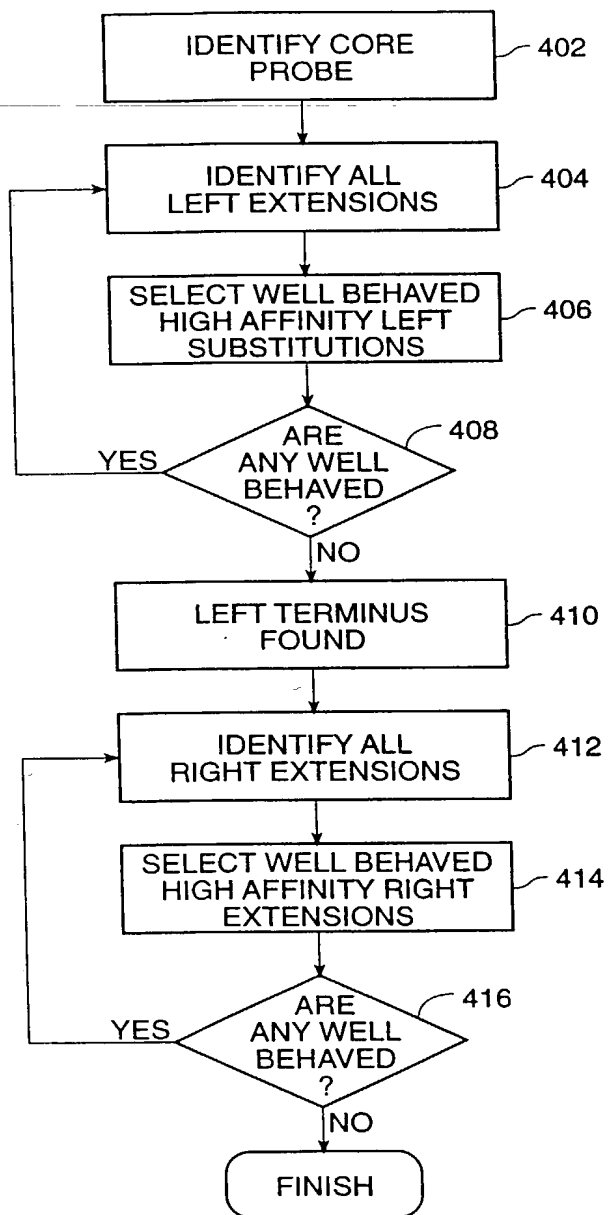 IDENTIFY CORE
PROBE
402
IDENTIFY ALL
LEFT EXTENSIONS
404
SELECT WELL BEHAVED
HIGH AFFINITY LEFT
SUBSTITUTIONS
406
ARE
ANY WELL
BEHAVED
?
408
YES
NO
LEFT TERMINUS
FOUND
410
IDENTIFY ALL
RIGHT EXTENSIONS
412
SELECT WELL BEHAVED
HIGH AFFINITY RIGHT
EXTENSIONS
414
ARE
ANY WELL
BEHAVED
?
416
YES
NO
FINISH